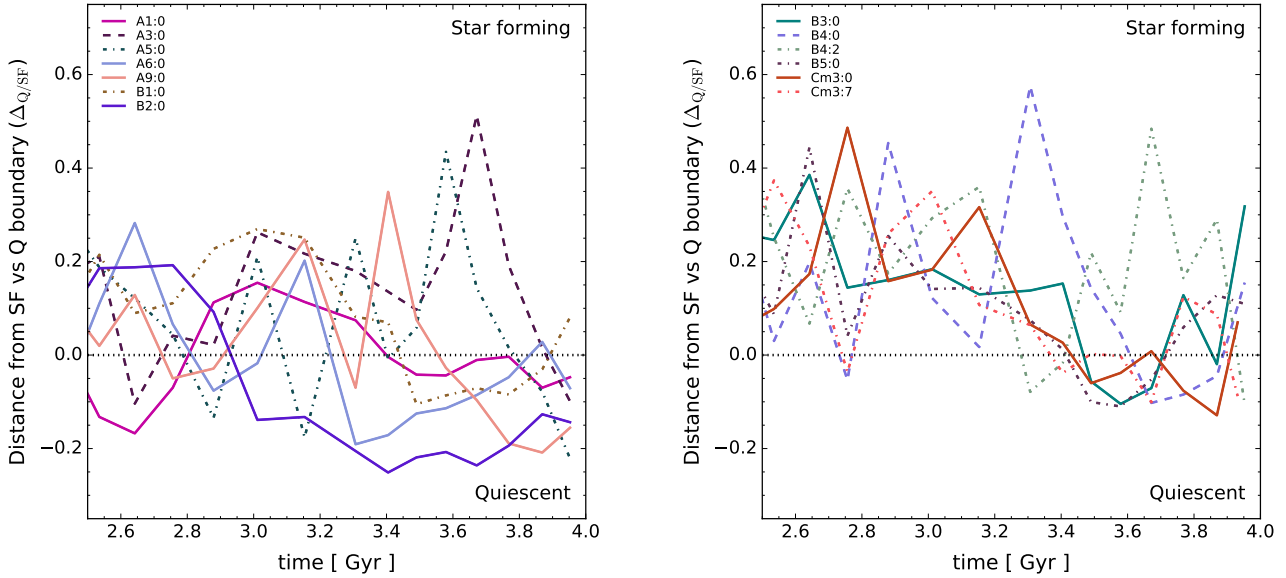 A1:0
A3:0
A5:0
A6:0
A9:0
B1:0
B2:0
Star forming
Quiescent
0.6
0.4
0.2
0.0
−0.2
2.6 2.8 3.0 3.2 3.4 3.6 3.8 4.0
time [ Gyr ]
Distance from SF vs Q boundary (Δ_Q/SF)
B3:0
B4:0
B4:2
B5:0
Cm3:0
Cm3:7
Star forming
Quiescent
0.6
0.4
0.2
0.0
−0.2
2.6 2.8 3.0 3.2 3.4 3.6 3.8 4.0
time [ Gyr ]
Distance from SF vs Q boundary (Δ_Q/SF)